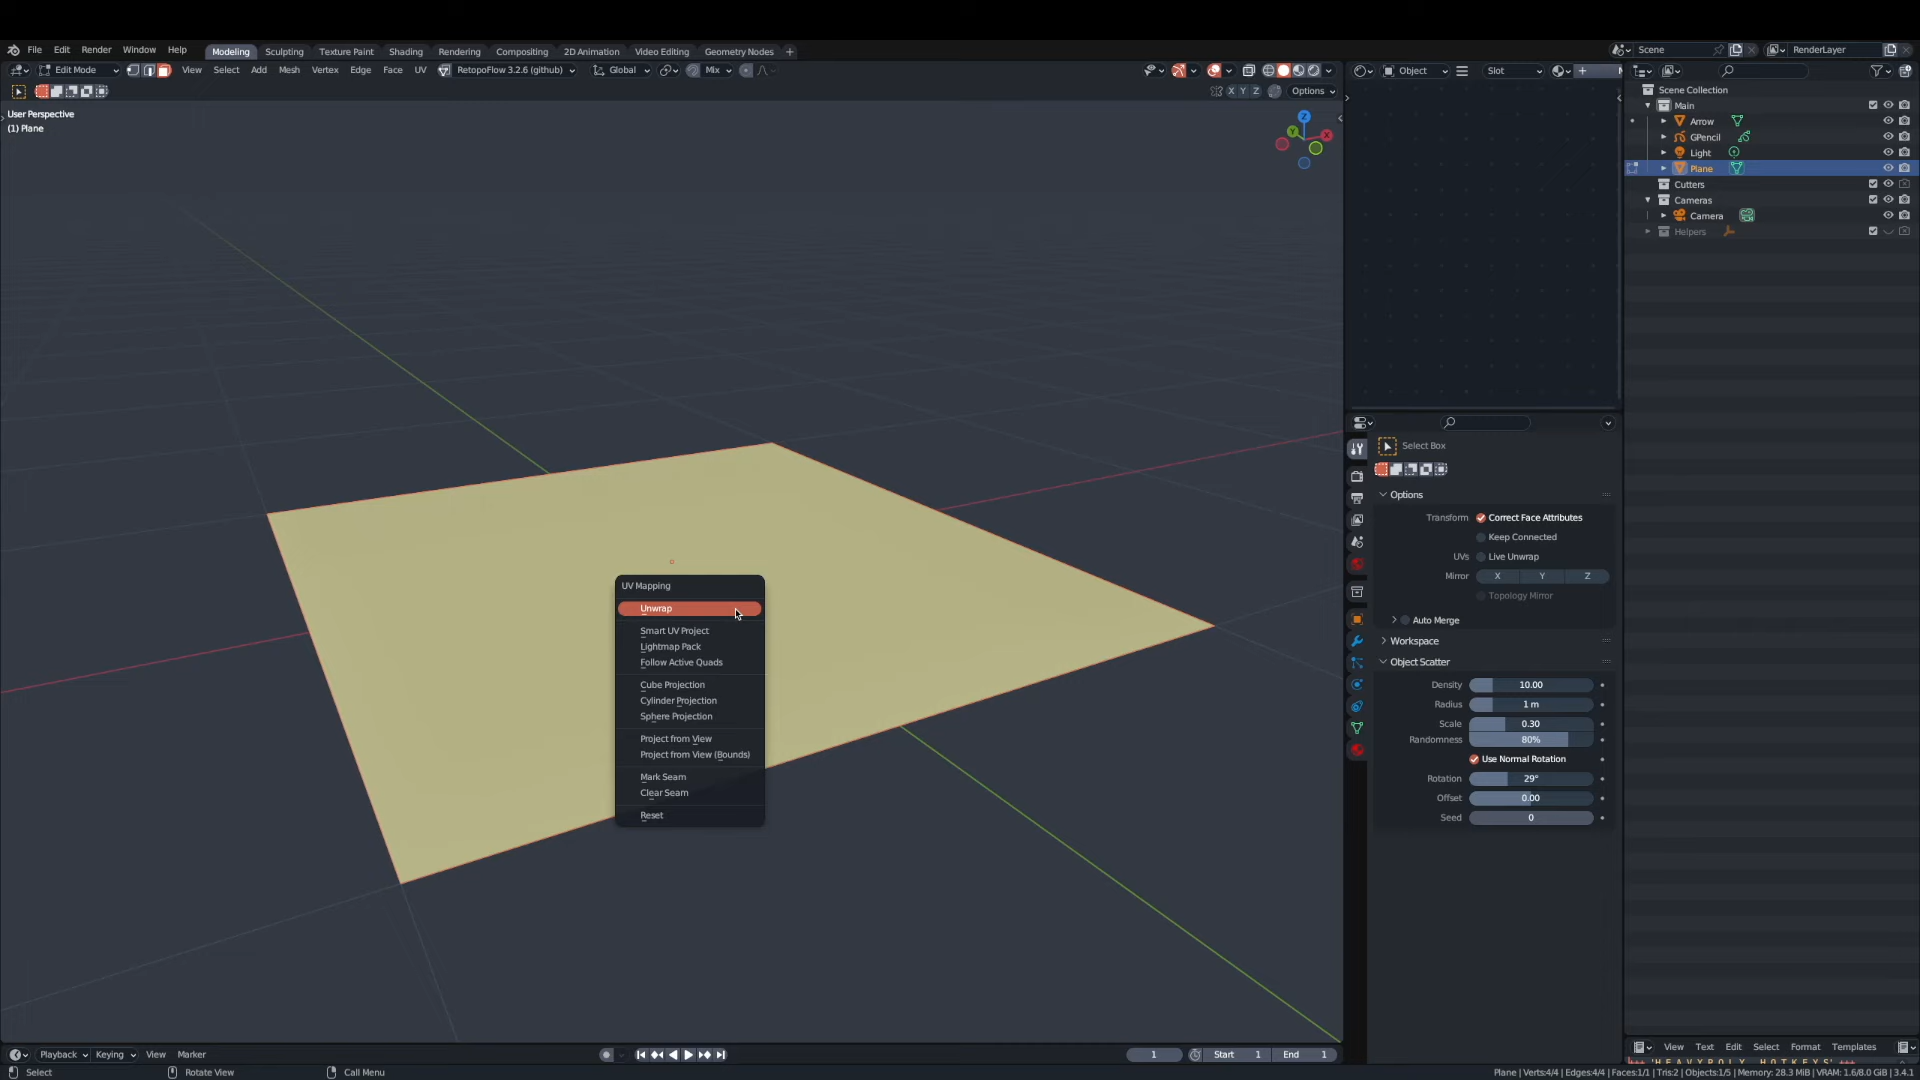 File Edit Render Window Help Modeling Sculpting Texture Paint Shading Rendering Compositing 2D Animation Video Editing Geometry Nodes + Scene RenderLayer
Edit Mode View Select Add Mesh Vertex Edge Face UV RetopoFlow 3.2.6 (github) Global Mix Object Slot
X Y Z Options
User Perspective
(1) Plane
Z
Y
X
UV Mapping
Unwrap
Smart UV Project
Lightmap Pack
Follow Active Quads
Cube Projection
Cylinder Projection
Sphere Projection
Project from View
Project from View (Bounds)
Mark Seam
Clear Seam
Reset
Scene Collection
Main
Arrow
GPencil
Light
Plane
Cutters
Cameras
Camera
Helpers
Select Box
Options
Transform Correct Face Attributes
Keep Connected
UVs Live Unwrap
Mirror X Y Z
Topology Mirror
Auto Merge
Workspace
Object Scatter
Density 10.00
Radius 1 m
Scale 0.30
Randomness 80%
Use Normal Rotation
Rotation 29°
Offset 0.00
Seed 0
View Text Edit Select Format Templates
'HEAVYPOLY HOTKEYS'
Playback Keying View Marker 1 Start 1 End 1
Select Rotate View Call Menu Plane | Verts:4/4 | Edges:4/4 | Faces:1/1 | Tris:2 | Objects:1/5 | Memory: 28.3 MiB | VRAM: 1.6/8.0 GiB | 3.4.1